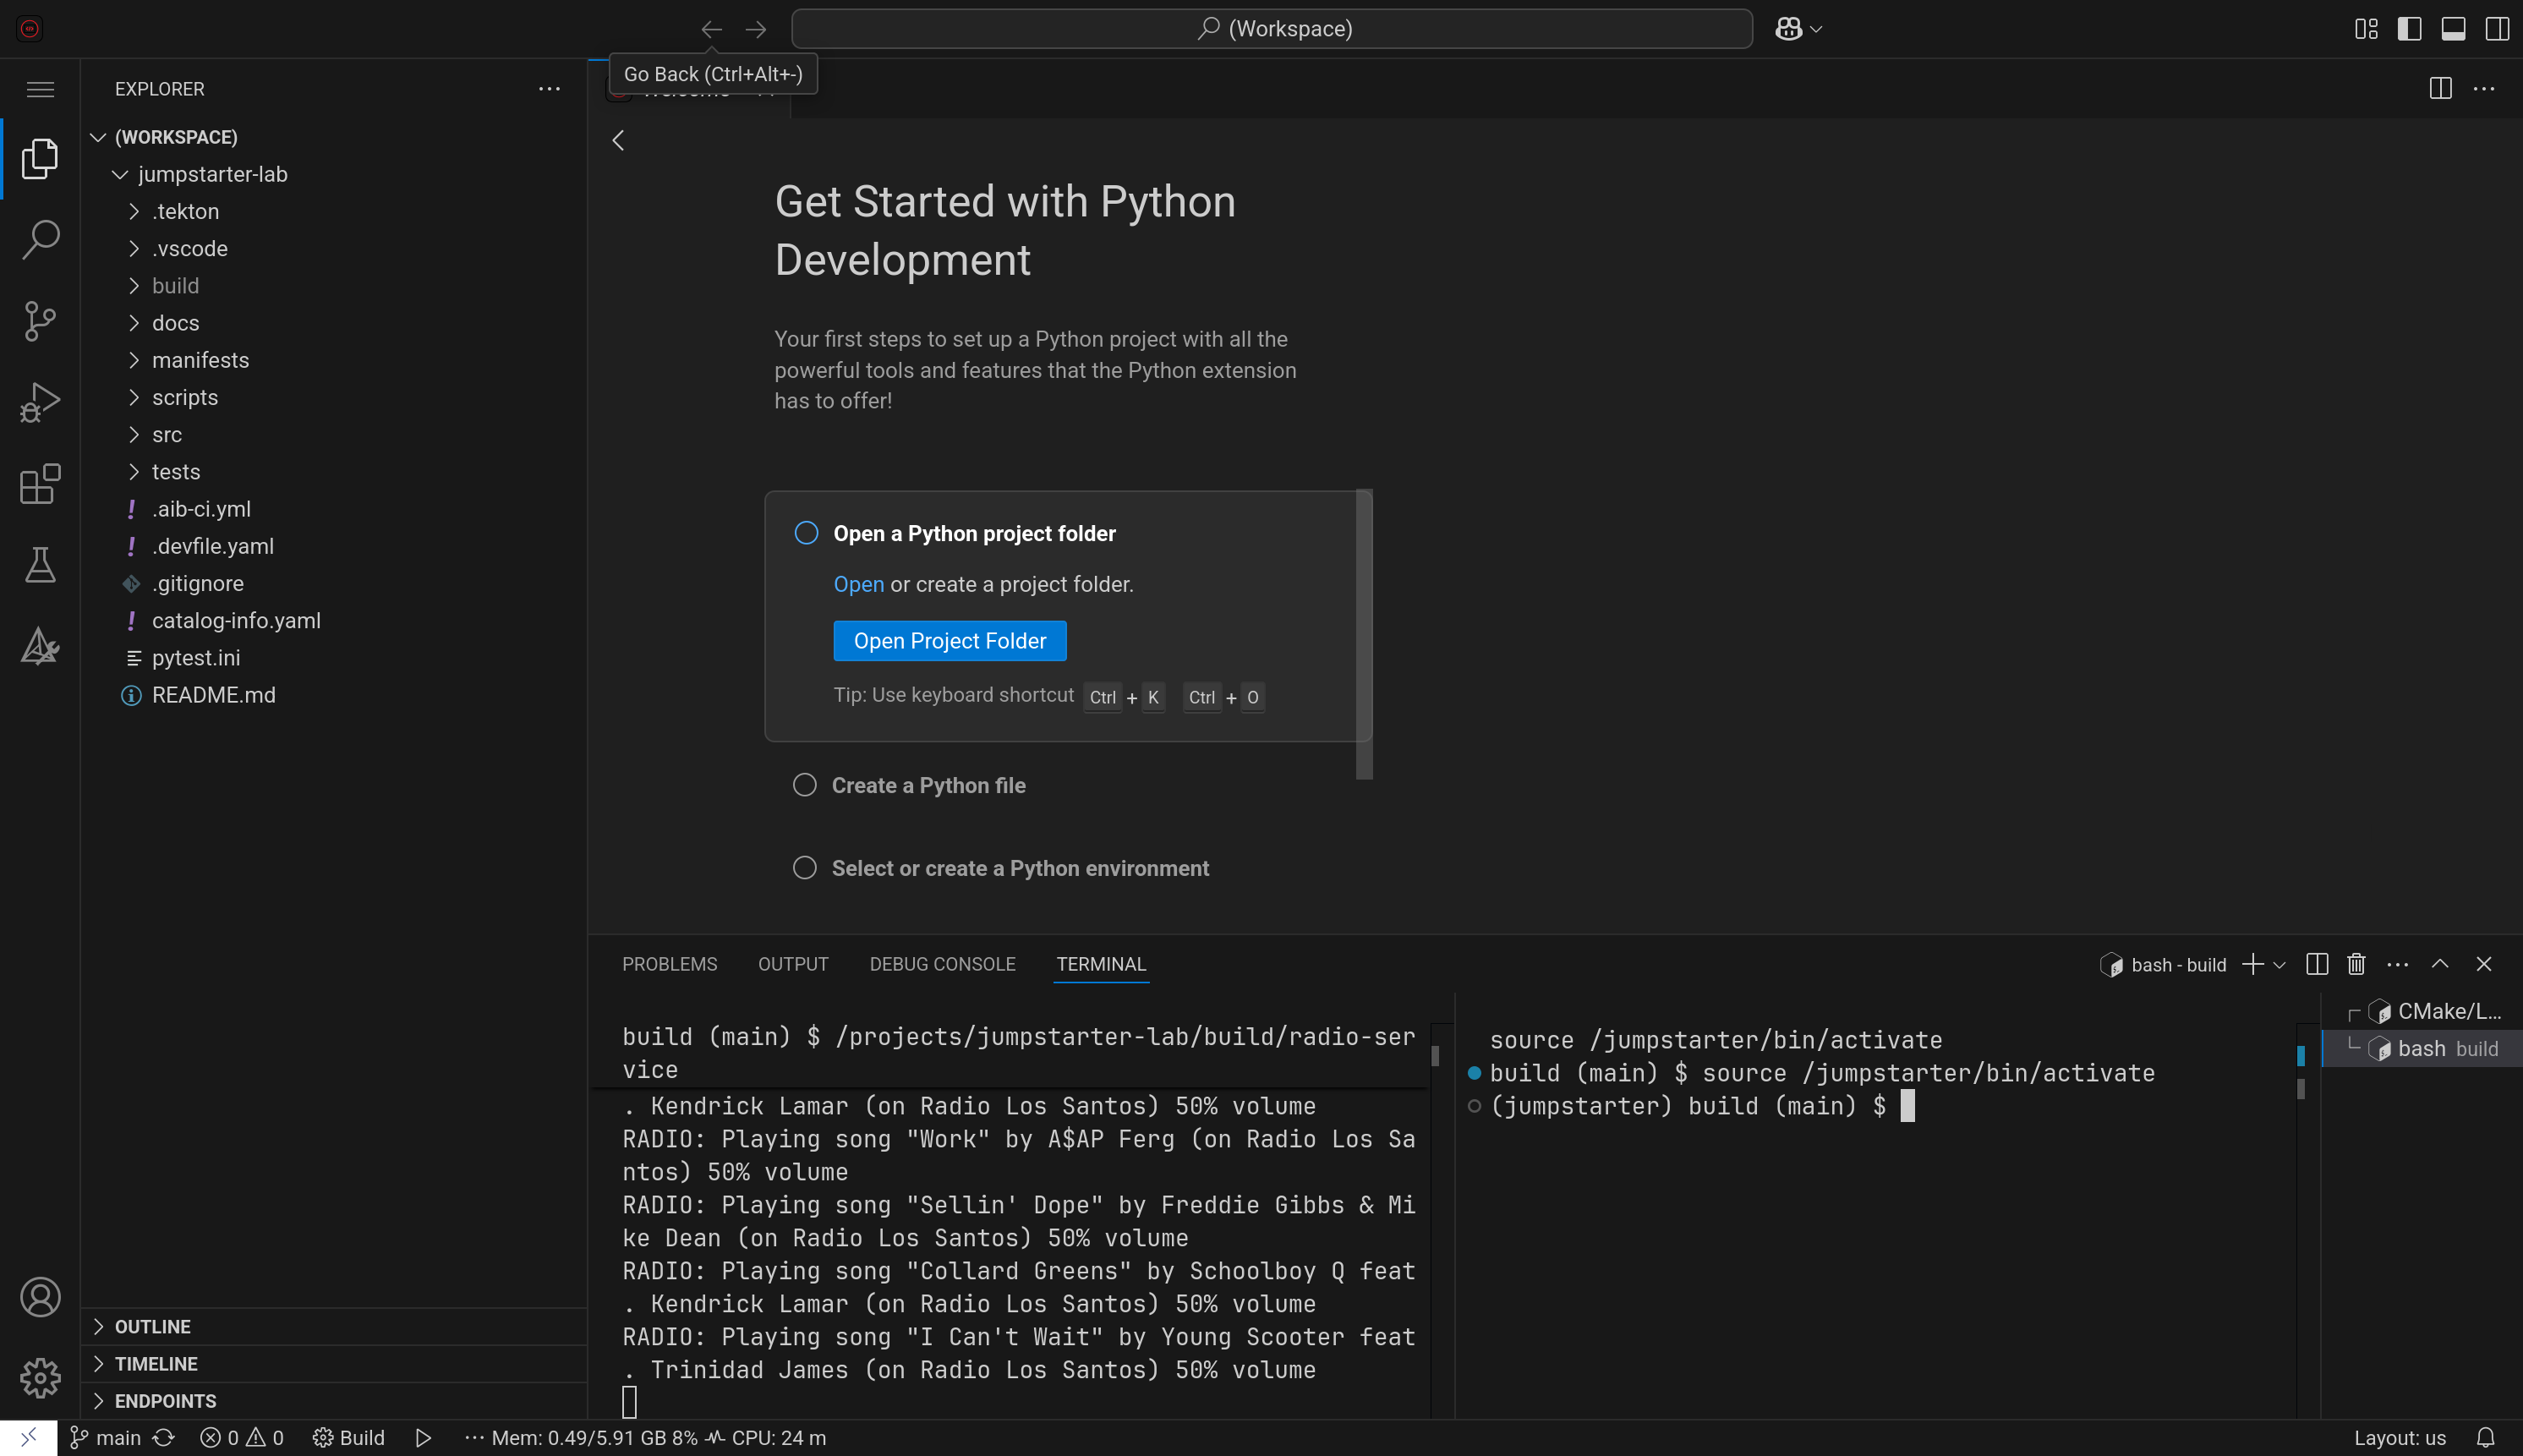 (Workspace)
Go Back (Ctrl+Alt+-)
EXPLORER
(WORKSPACE)
jumpstarter-lab
.tekton
.vscode
build
docs
manifests
scripts
src
tests
.aib-ci.yml
.devfile.yaml
.gitignore
catalog-info.yaml
pytest.ini
README.md
OUTLINE
TIMELINE
ENDPOINTS
Get Started with Python
Development
Your first steps to set up a Python project with all the
powerful tools and features that the Python extension
has to offer!
Open a Python project folder
Open or create a project folder.
Open Project Folder
Tip: Use keyboard shortcut Ctrl + K Ctrl + O
Create a Python file
Select or create a Python environment
PROBLEMS OUTPUT DEBUG CONSOLE TERMINAL
bash - build
build (main) $ /projects/jumpstarter-lab/build/radio-ser
vice
. Kendrick Lamar (on Radio Los Santos) 50% volume
RADIO: Playing song "Work" by A$AP Ferg (on Radio Los Sa
ntos) 50% volume
RADIO: Playing song "Sellin' Dope" by Freddie Gibbs & Mi
ke Dean (on Radio Los Santos) 50% volume
RADIO: Playing song "Collard Greens" by Schoolboy Q feat
. Kendrick Lamar (on Radio Los Santos) 50% volume
RADIO: Playing song "I Can't Wait" by Young Scooter feat
. Trinidad James (on Radio Los Santos) 50% volume
source /jumpstarter/bin/activate
build (main) $ source /jumpstarter/bin/activate
(jumpstarter) build (main) $
CMake/L...
bash build
main 0 0 Build ··· Mem: 0.49/5.91 GB 8% CPU: 24 m
Layout: us